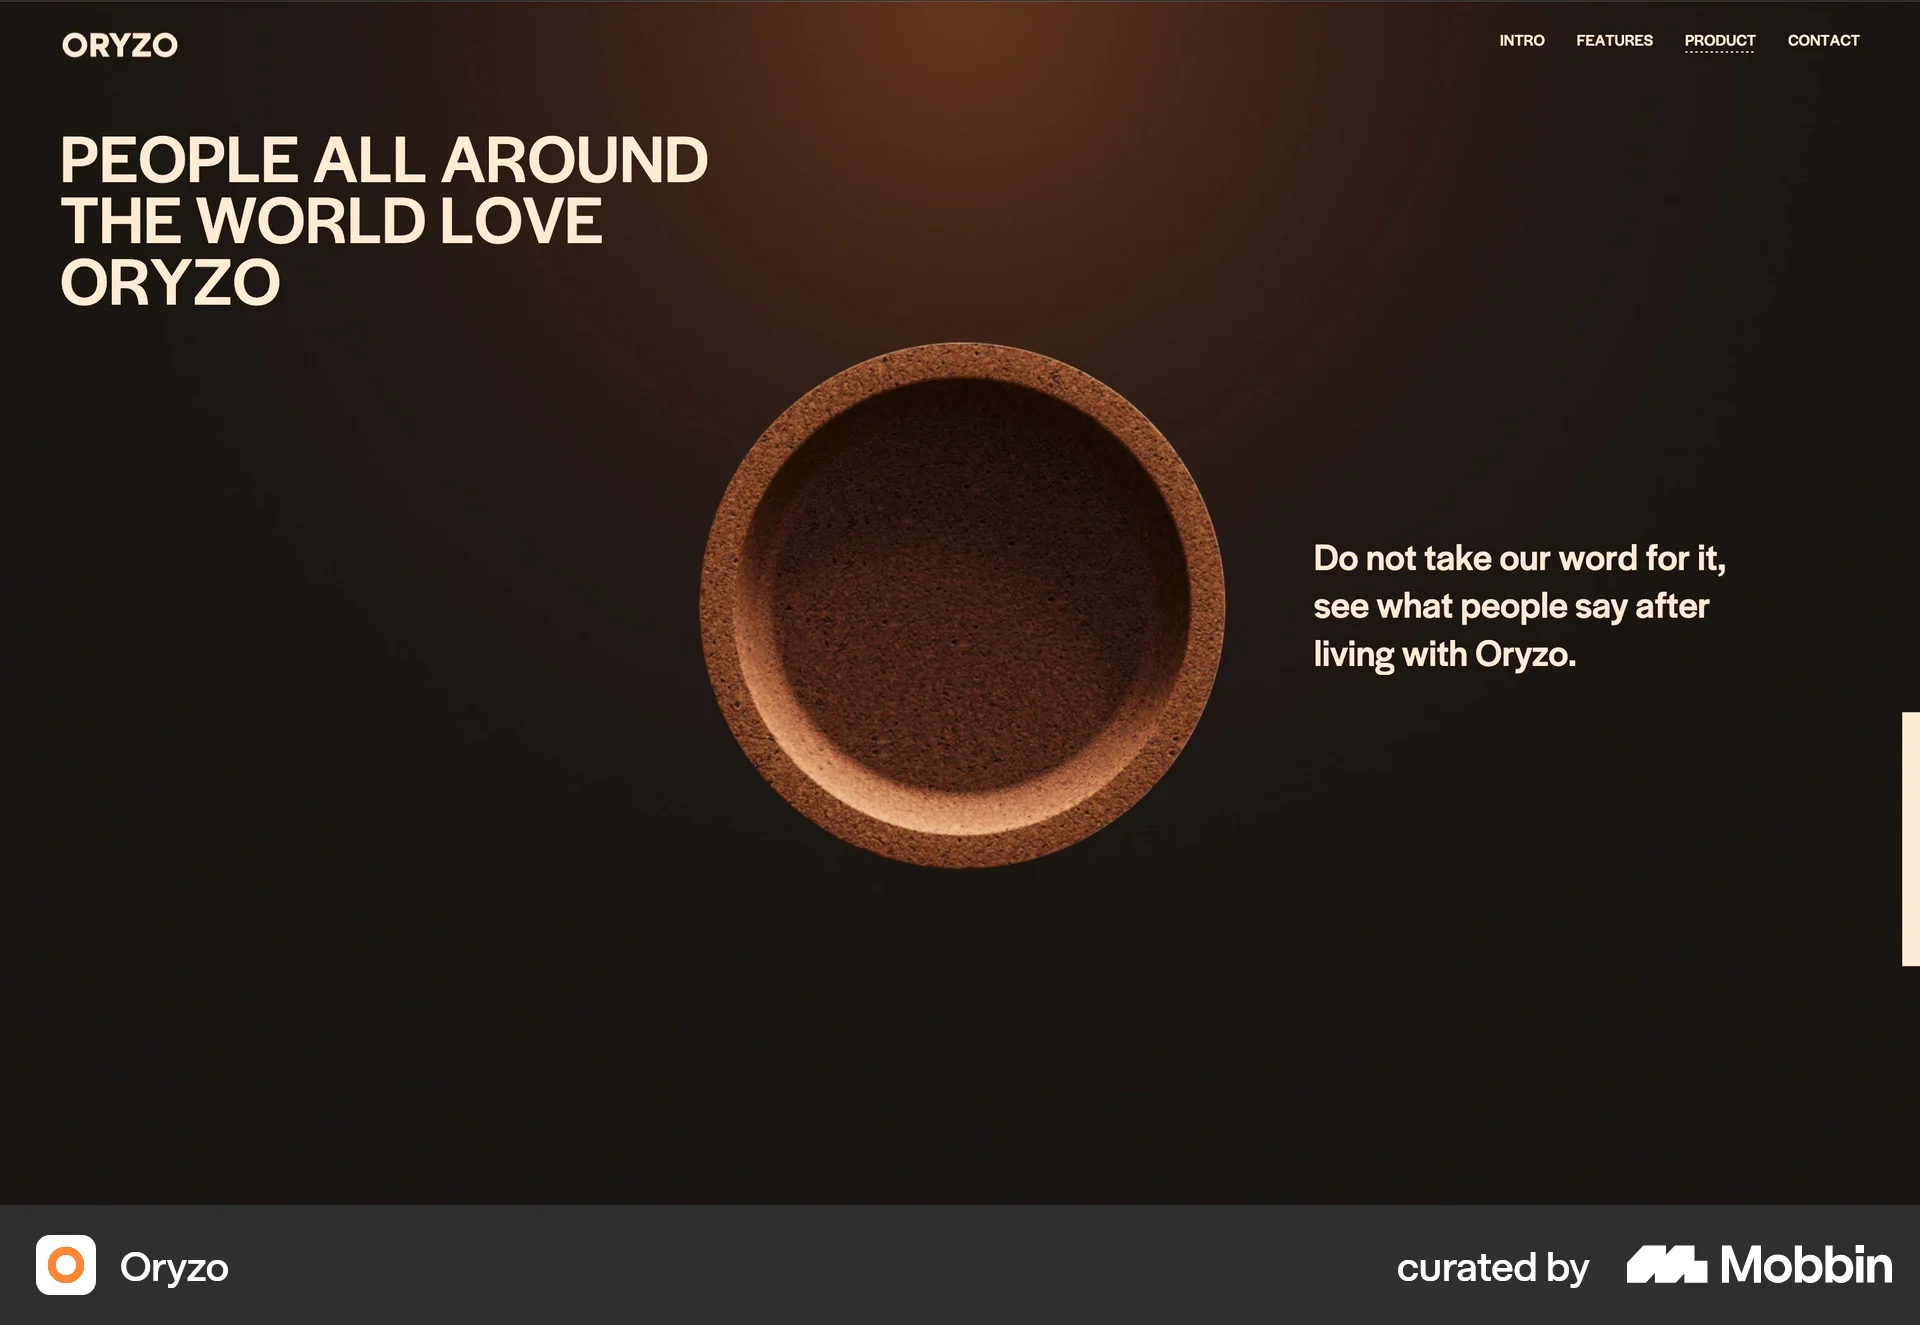 ORYZO
INTRO FEATURES PRODUCT CONTACT
PEOPLE ALL AROUND
THE WORLD LOVE
ORYZO
Do not take our word for it,
see what people say after
living with Oryzo.
Oryzo
curated by Mobbin